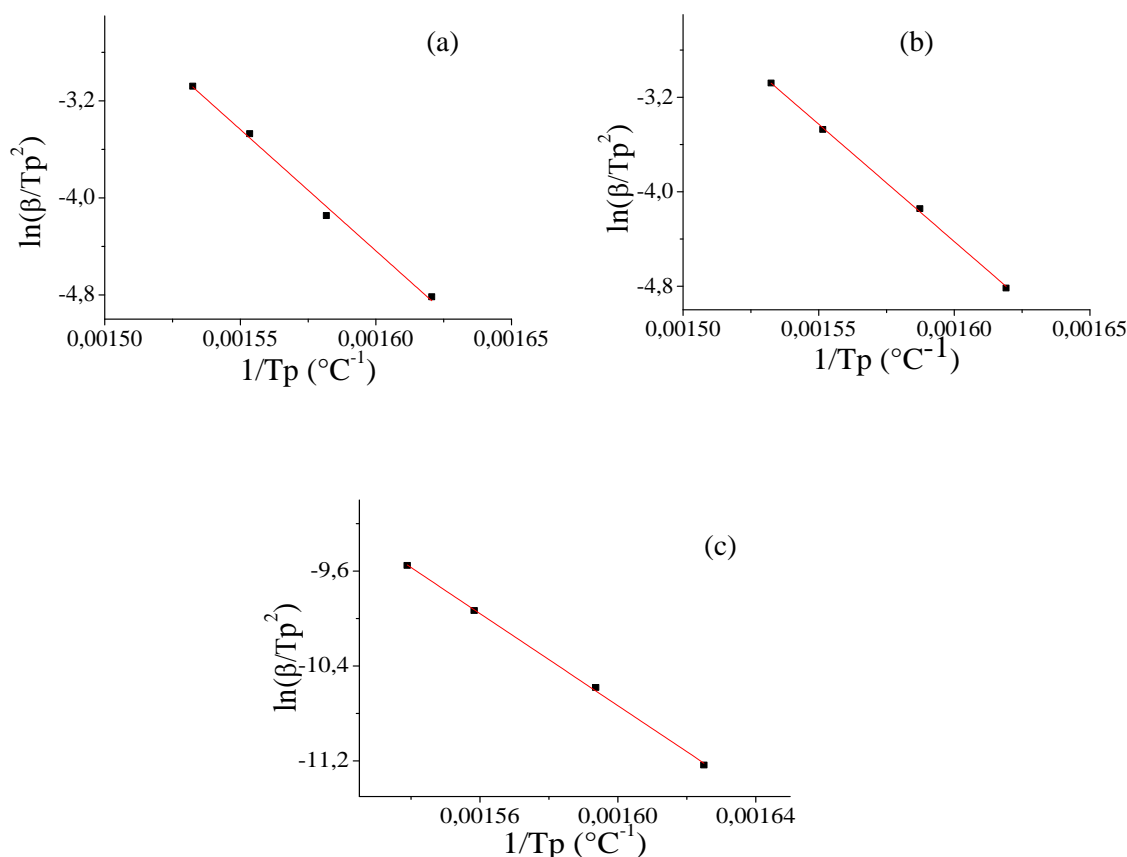 (a)
ln(β/Tp²)
-3,2
-4,0
-4,8
0,00150 0,00155 0,00160 0,00165
1/Tp (°C⁻¹)
(b)
ln(β/Tp²)
-3,2
-4,0
-4,8
0,00150 0,00155 0,00160 0,00165
1/Tp (°C⁻¹)
(c)
ln(β/Tp²)
-9,6
-10,4
-11,2
0,00156 0,00160 0,00164
1/Tp (°C⁻¹)